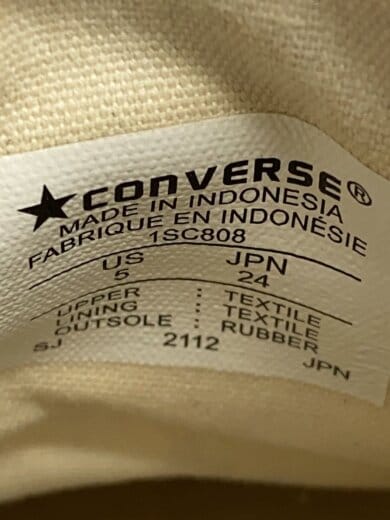 ★CONVERSE®
MADE IN INDONESIA
FABRIQUE EN INDONÉSIE
1SC808
US JPN
5 24
UPPER : TEXTILE
LINING : TEXTILE
OUTSOLE : RUBBER
SJ 2112 JPN